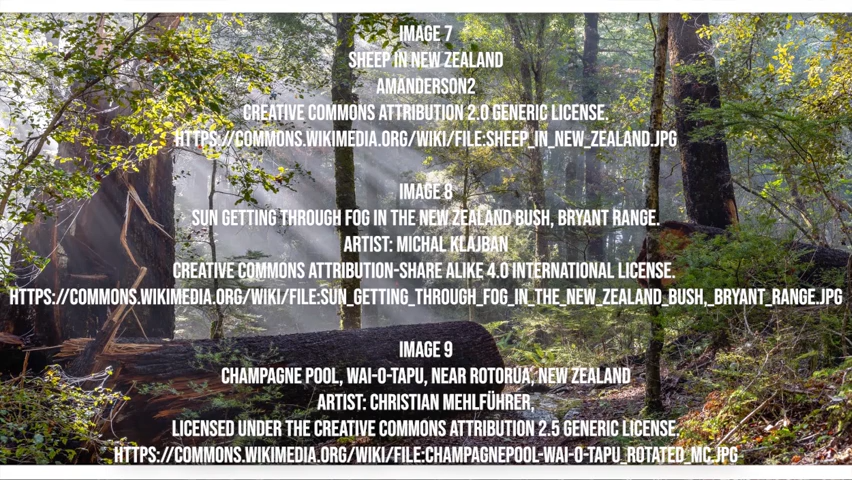 IMAGE 7
SHEEP IN NEW ZEALAND
AMANDERSON2
CREATIVE COMMONS ATTRIBUTION 2.0 GENERIC LICENSE.
HTTPS://COMMONS.WIKIMEDIA.ORG/WIKI/FILE:SHEEP_IN_NEW_ZEALAND.JPG
IMAGE 8
SUN GETTING THROUGH FOG IN THE NEW ZEALAND BUSH, BRYANT RANGE.
ARTIST: MICHAL KLAJBAN
CREATIVE COMMONS ATTRIBUTION-SHARE ALIKE 4.0 INTERNATIONAL LICENSE.
HTTPS://COMMONS.WIKIMEDIA.ORG/WIKI/FILE:SUN_GETTING_THROUGH_FOG_IN_THE_NEW_ZEALAND_BUSH,_BRYANT_RANGE.JPG
IMAGE 9
CHAMPAGNE POOL, WAI-O-TAPU, NEAR ROTORUA, NEW ZEALAND
ARTIST: CHRISTIAN MEHLFÜHRER,
LICENSED UNDER THE CREATIVE COMMONS ATTRIBUTION 2.5 GENERIC LICENSE.
HTTPS://COMMONS.WIKIMEDIA.ORG/WIKI/FILE:CHAMPAGNEPOOL-WAI-O-TAPU_ROTATED_MC.JPG